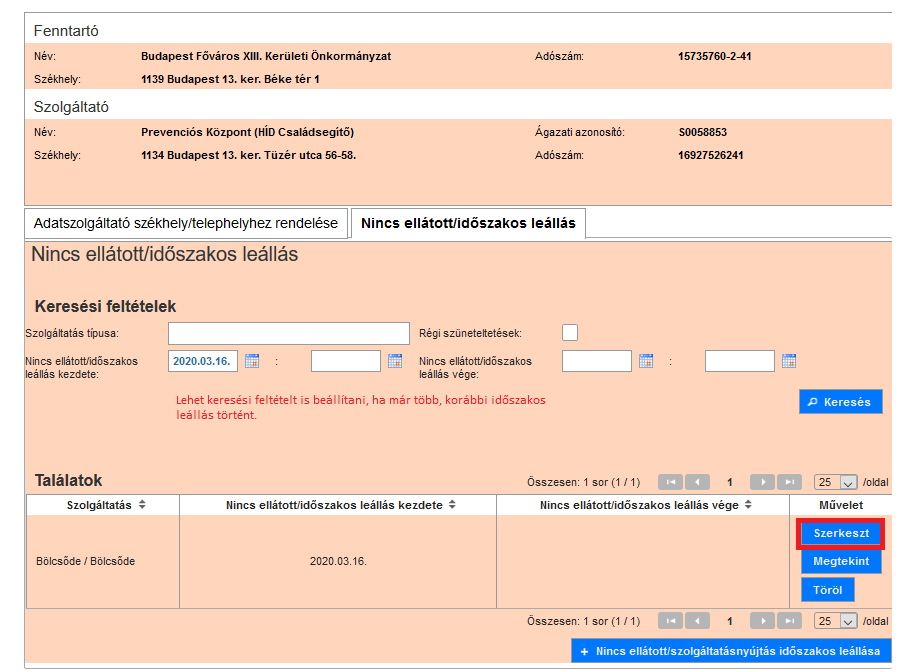 Fenntartó
Név: Budapest Főváros XIII. Kerületi Önkormányzat Adószám: 15735760-2-41
Székhely: 1139 Budapest 13. ker. Béke tér 1
Szolgáltató
Név: Prevenciós Központ (HÍD Családsegítő) Ágazati azonosító: S0058853
Székhely: 1134 Budapest 13. ker. Tüzér utca 56-58. Adószám: 16927526241
Adatszolgáltató székhely/telephelyhez rendelése Nincs ellátott/időszakos leállás
Nincs ellátott/időszakos leállás
Keresési feltételek
Szolgáltatás típusa: Régi szüneteltetések:
Nincs ellátott/időszakos leállás kezdete: 2020.03.16. : Nincs ellátott/időszakos leállás vége: :
Lehet keresési feltételt is beállítani, ha már több, korábbi időszakos
leállás történt.
Keresés
Találatok Összesen: 1 sor (1 / 1) 1 25 /oldal
Szolgáltatás Nincs ellátott/időszakos leállás kezdete Nincs ellátott/időszakos leállás vége Művelet
Szerkeszt
Bölcsőde / Bölcsőde 2020.03.16. Megtekint
Töröl
Összesen: 1 sor (1 / 1) 1 25 /oldal
+ Nincs ellátott/szolgáltatásnyújtás időszakos leállása